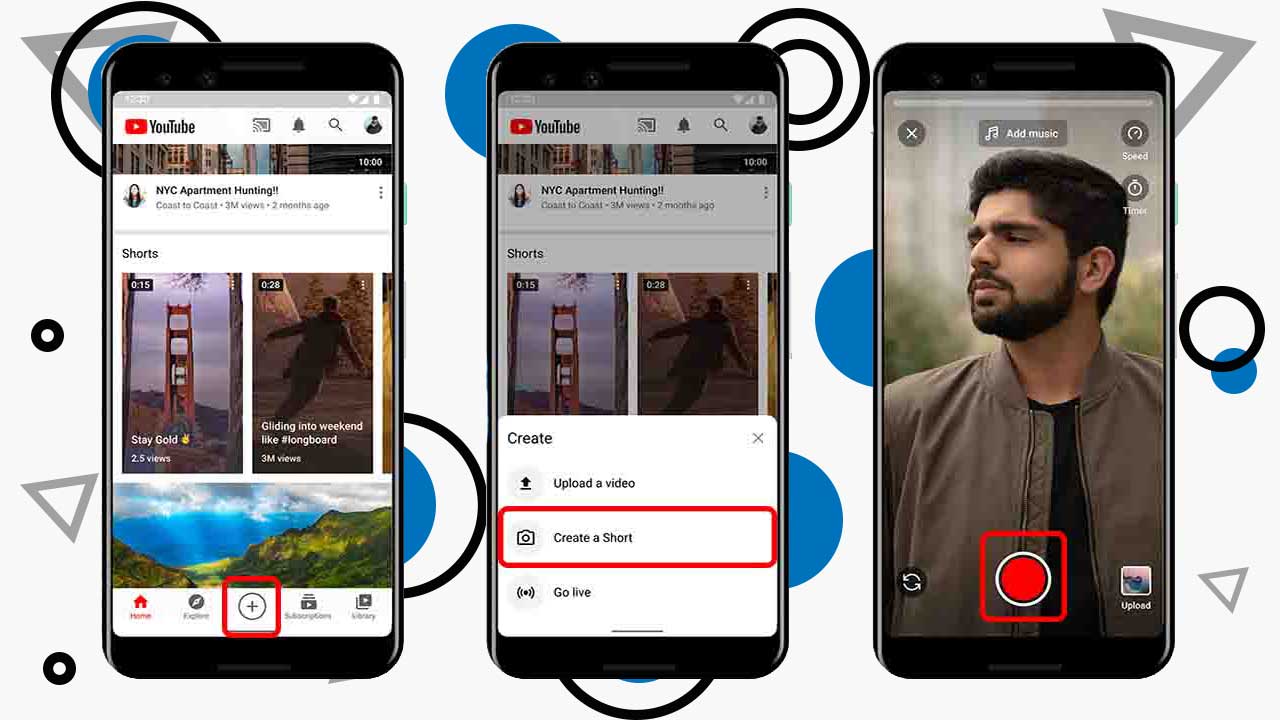 YouTube
10:00
NYC Apartment Hunting!!
Coast to Coast • 3M views • 2 months ago
Shorts
0:15
0:28
Stay Gold ✌
2.5 views
Gliding into weekend
like #longboard
3M views
Home
Explore
Subscriptions
Library
YouTube
10:00
NYC Apartment Hunting!!
Coast to Coast • 3M views • 2 months ago
Shorts
0:15
0:28
Create
Upload a video
Create a Short
Go live
Add music
Speed
Timer
Upload